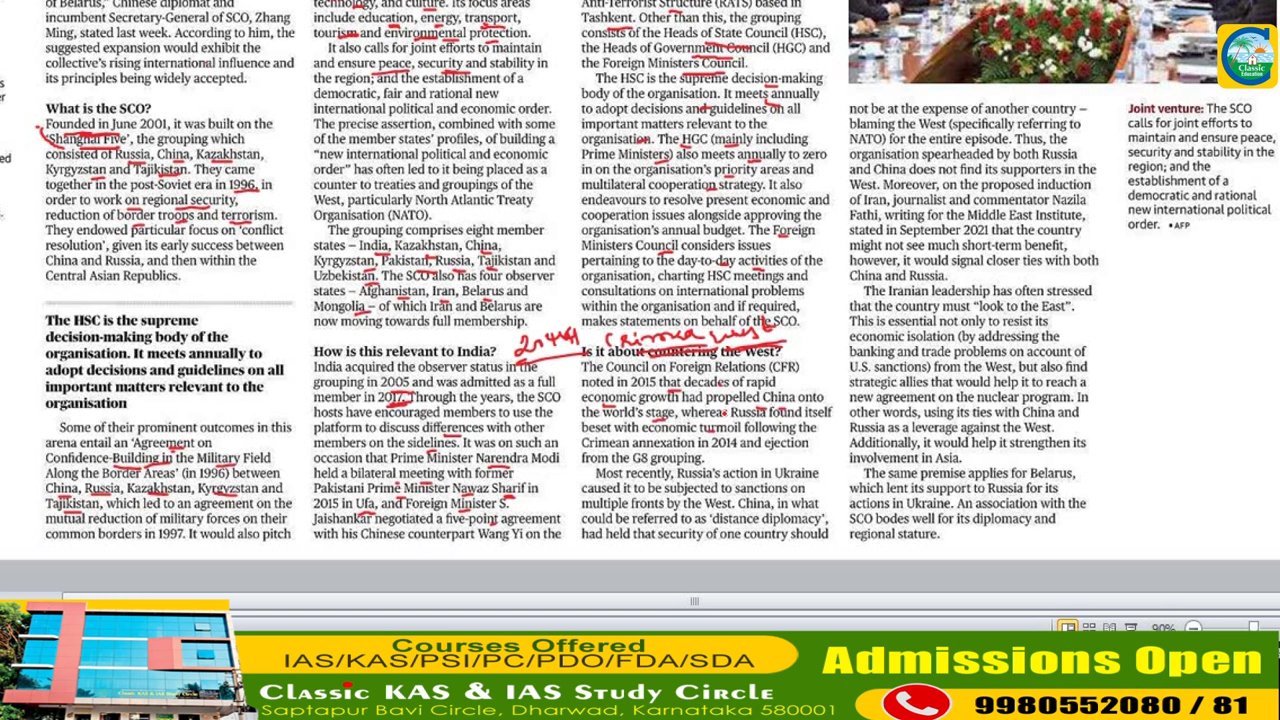 of Belarus," Chinese diplomat and
incumbent Secretary-General of SCO, Zhang
Ming, stated last week. According to him, the
suggested expansion would exhibit the
collective's rising international influence and
its principles being widely accepted.
What is the SCO?
Founded in June 2001, it was built on the
'Shanghai Five', the grouping which
consisted of Russia, China, Kazakhstan,
Kyrgyzstan and Tajikistan. They came
together in the post-Soviet era in 1996, in
order to work on regional security,
reduction of border troops and terrorism.
They endowed particular focus on 'conflict
resolution', given its early success between
China and Russia, and then within the
Central Asian Republics.
The HSC is the supreme
decision-making body of the
organisation. It meets annually to
adopt decisions and guidelines on all
important matters relevant to the
organisation
Some of their prominent outcomes in this
arena entail an 'Agreement on
Confidence-Building in the Military Field
Along the Border Areas' (in 1996) between
China, Russia, Kazakhstan, Kyrgyzstan and
Tajikistan, which led to an agreement on the
mutual reduction of military forces on their
common borders in 1997. It would also pitch
technology, and culture. Its focus areas
include education, energy, transport,
tourism and environmental protection.
It also calls for joint efforts to maintain
and ensure peace, security and stability in
the region; and the establishment of a
democratic, fair and rational new
international political and economic order.
The precise assertion, combined with some
of the member states' profiles, of building a
"new international political and economic
order" has often led to it being placed as a
counter to treaties and groupings of the
West, particularly North Atlantic Treaty
Organisation (NATO).
The grouping comprises eight member
states – India, Kazakhstan, China,
Kyrgyzstan, Pakistan, Russia, Tajikistan and
Uzbekistan. The SCO also has four observer
states – Afghanistan, Iran, Belarus and
Mongolia – of which Iran and Belarus are
now moving towards full membership.
How is this relevant to India?
India acquired the observer status in the
grouping in 2005 and was admitted as a full
member in 2017. Through the years, the SCO
hosts have encouraged members to use the
platform to discuss differences with other
members on the sidelines. It was on such an
occasion that Prime Minister Narendra Modi
held a bilateral meeting with former
Pakistani Prime Minister Nawaz Sharif in
2015 in Ufa, and Foreign Minister S.
Jaishankar negotiated a five-point agreement
with his Chinese counterpart Wang Yi on the
Anti-Terrorist Structure (RATS) based in
Tashkent. Other than this, the grouping
consists of the Heads of State Council (HSC),
the Heads of Government Council (HGC) and
the Foreign Ministers Council.
The HSC is the supreme decision-making
body of the organisation. It meets annually
to adopt decisions and guidelines on all
important matters relevant to the
organisation. The HGC (mainly including
Prime Ministers) also meets annually to zero
in on the organisation's priority areas and
multilateral cooperation strategy. It also
endeavours to resolve present economic and
cooperation issues alongside approving the
organisation's annual budget. The Foreign
Ministers Council considers issues
pertaining to the day-to-day activities of the
organisation, charting HSC meetings and
consultations on international problems
within the organisation and if required,
makes statements on behalf of the SCO.
Crimea west
Is it about countering the West?
The Council on Foreign Relations (CFR)
noted in 2015 that decades of rapid
economic growth had propelled China onto
the world's stage, whereas Russia found itself
beset with economic turmoil following the
Crimean annexation in 2014 and ejection
from the G8 grouping.
Most recently, Russia's action in Ukraine
caused it to be subjected to sanctions on
multiple fronts by the West. China, in what
could be referred to as 'distance diplomacy',
had held that security of one country should
not be at the expense of another country –
blaming the West (specifically referring to
NATO) for the entire episode. Thus, the
organisation spearheaded by both Russia
and China does not find its supporters in the
West. Moreover, on the proposed induction
of Iran, journalist and commentator Nazila
Fathi, writing for the Middle East Institute,
stated in September 2021 that the country
might not see much short-term benefit,
however, it would signal closer ties with both
China and Russia.
The Iranian leadership has often stressed
that the country must "look to the East".
This is essential not only to resist its
economic isolation (by addressing the
banking and trade problems on account of
U.S. sanctions) from the West, but also find
strategic allies that would help it to reach a
new agreement on the nuclear program. In
other words, using its ties with China and
Russia as a leverage against the West.
Additionally, it would help it strengthen its
involvement in Asia.
The same premise applies for Belarus,
which lent its support to Russia for its
actions in Ukraine. An association with the
SCO bodes well for its diplomacy and
regional stature.
Joint venture: The SCO
calls for joint efforts to
maintain and ensure peace,
security and stability in the
region; and the
establishment of a
democratic and rational
new international political
order. ▪ AFP
Classic
Education
90%
Courses Offered
IAS/KAS/PSI/PC/PDO/FDA/SDA
Classic KAS & IAS Study Circle
Saptapur Bavi Circle, Dharwad, Karnataka 580001
Admissions Open
9980552080 / 81